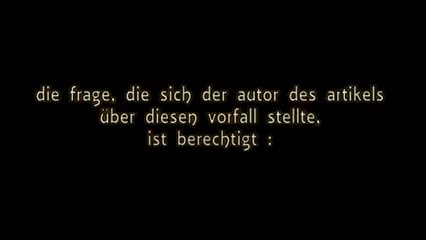 die frage, die sich der autor des artikels
über diesen vorfall stellte,
ist berechtigt :